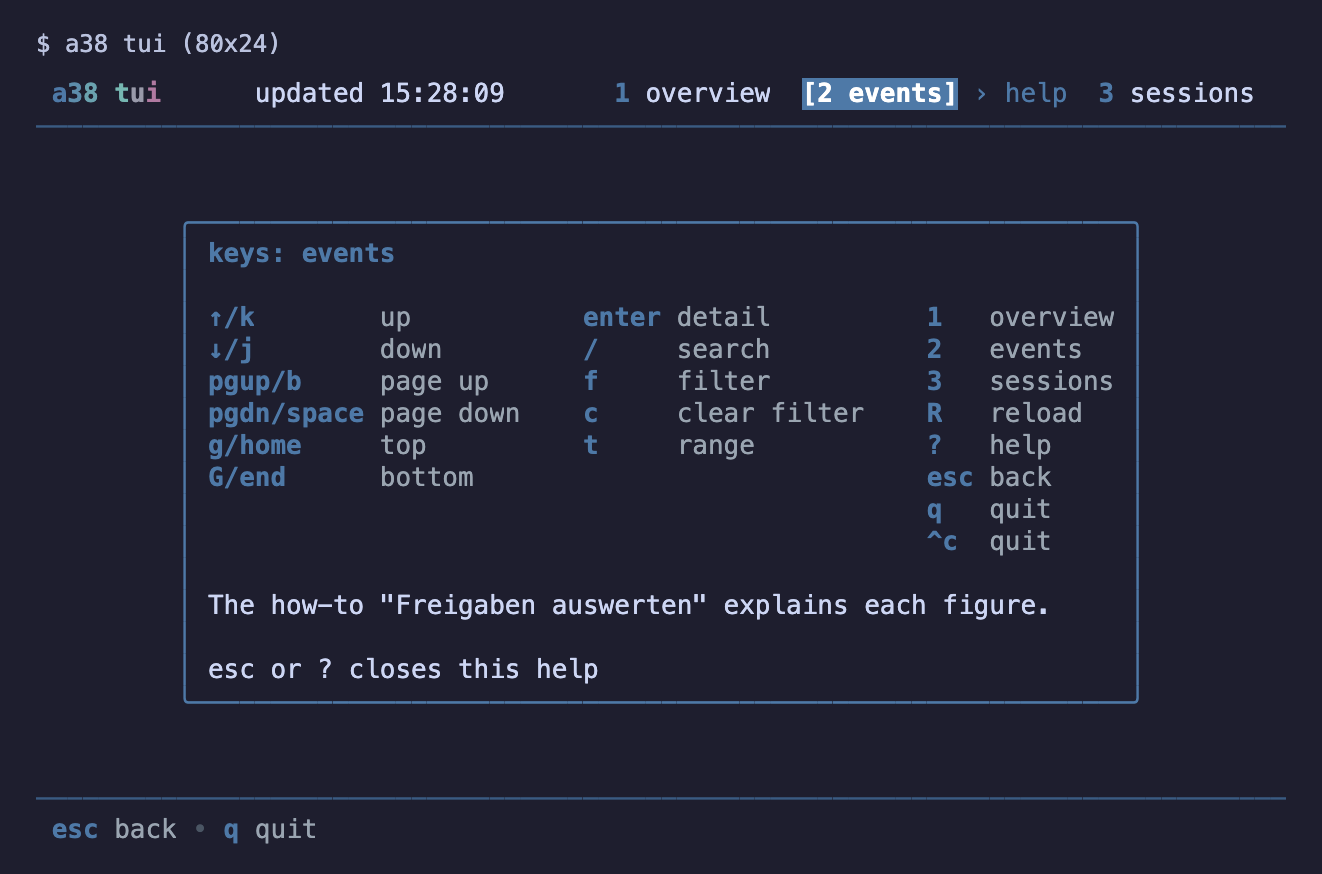 $ a38 tui (80x24)
a38 tui updated 15:28:09 1 overview [2 events] › help 3 sessions
keys: events
↑/k up enter detail 1 overview
↓/j down / search 2 events
pgup/b page up f filter 3 sessions
pgdn/space page down c clear filter R reload
g/home top t range ? help
G/end bottom esc back
q quit
^c quit
The how-to "Freigaben auswerten" explains each figure.
esc or ? closes this help
esc back • q quit